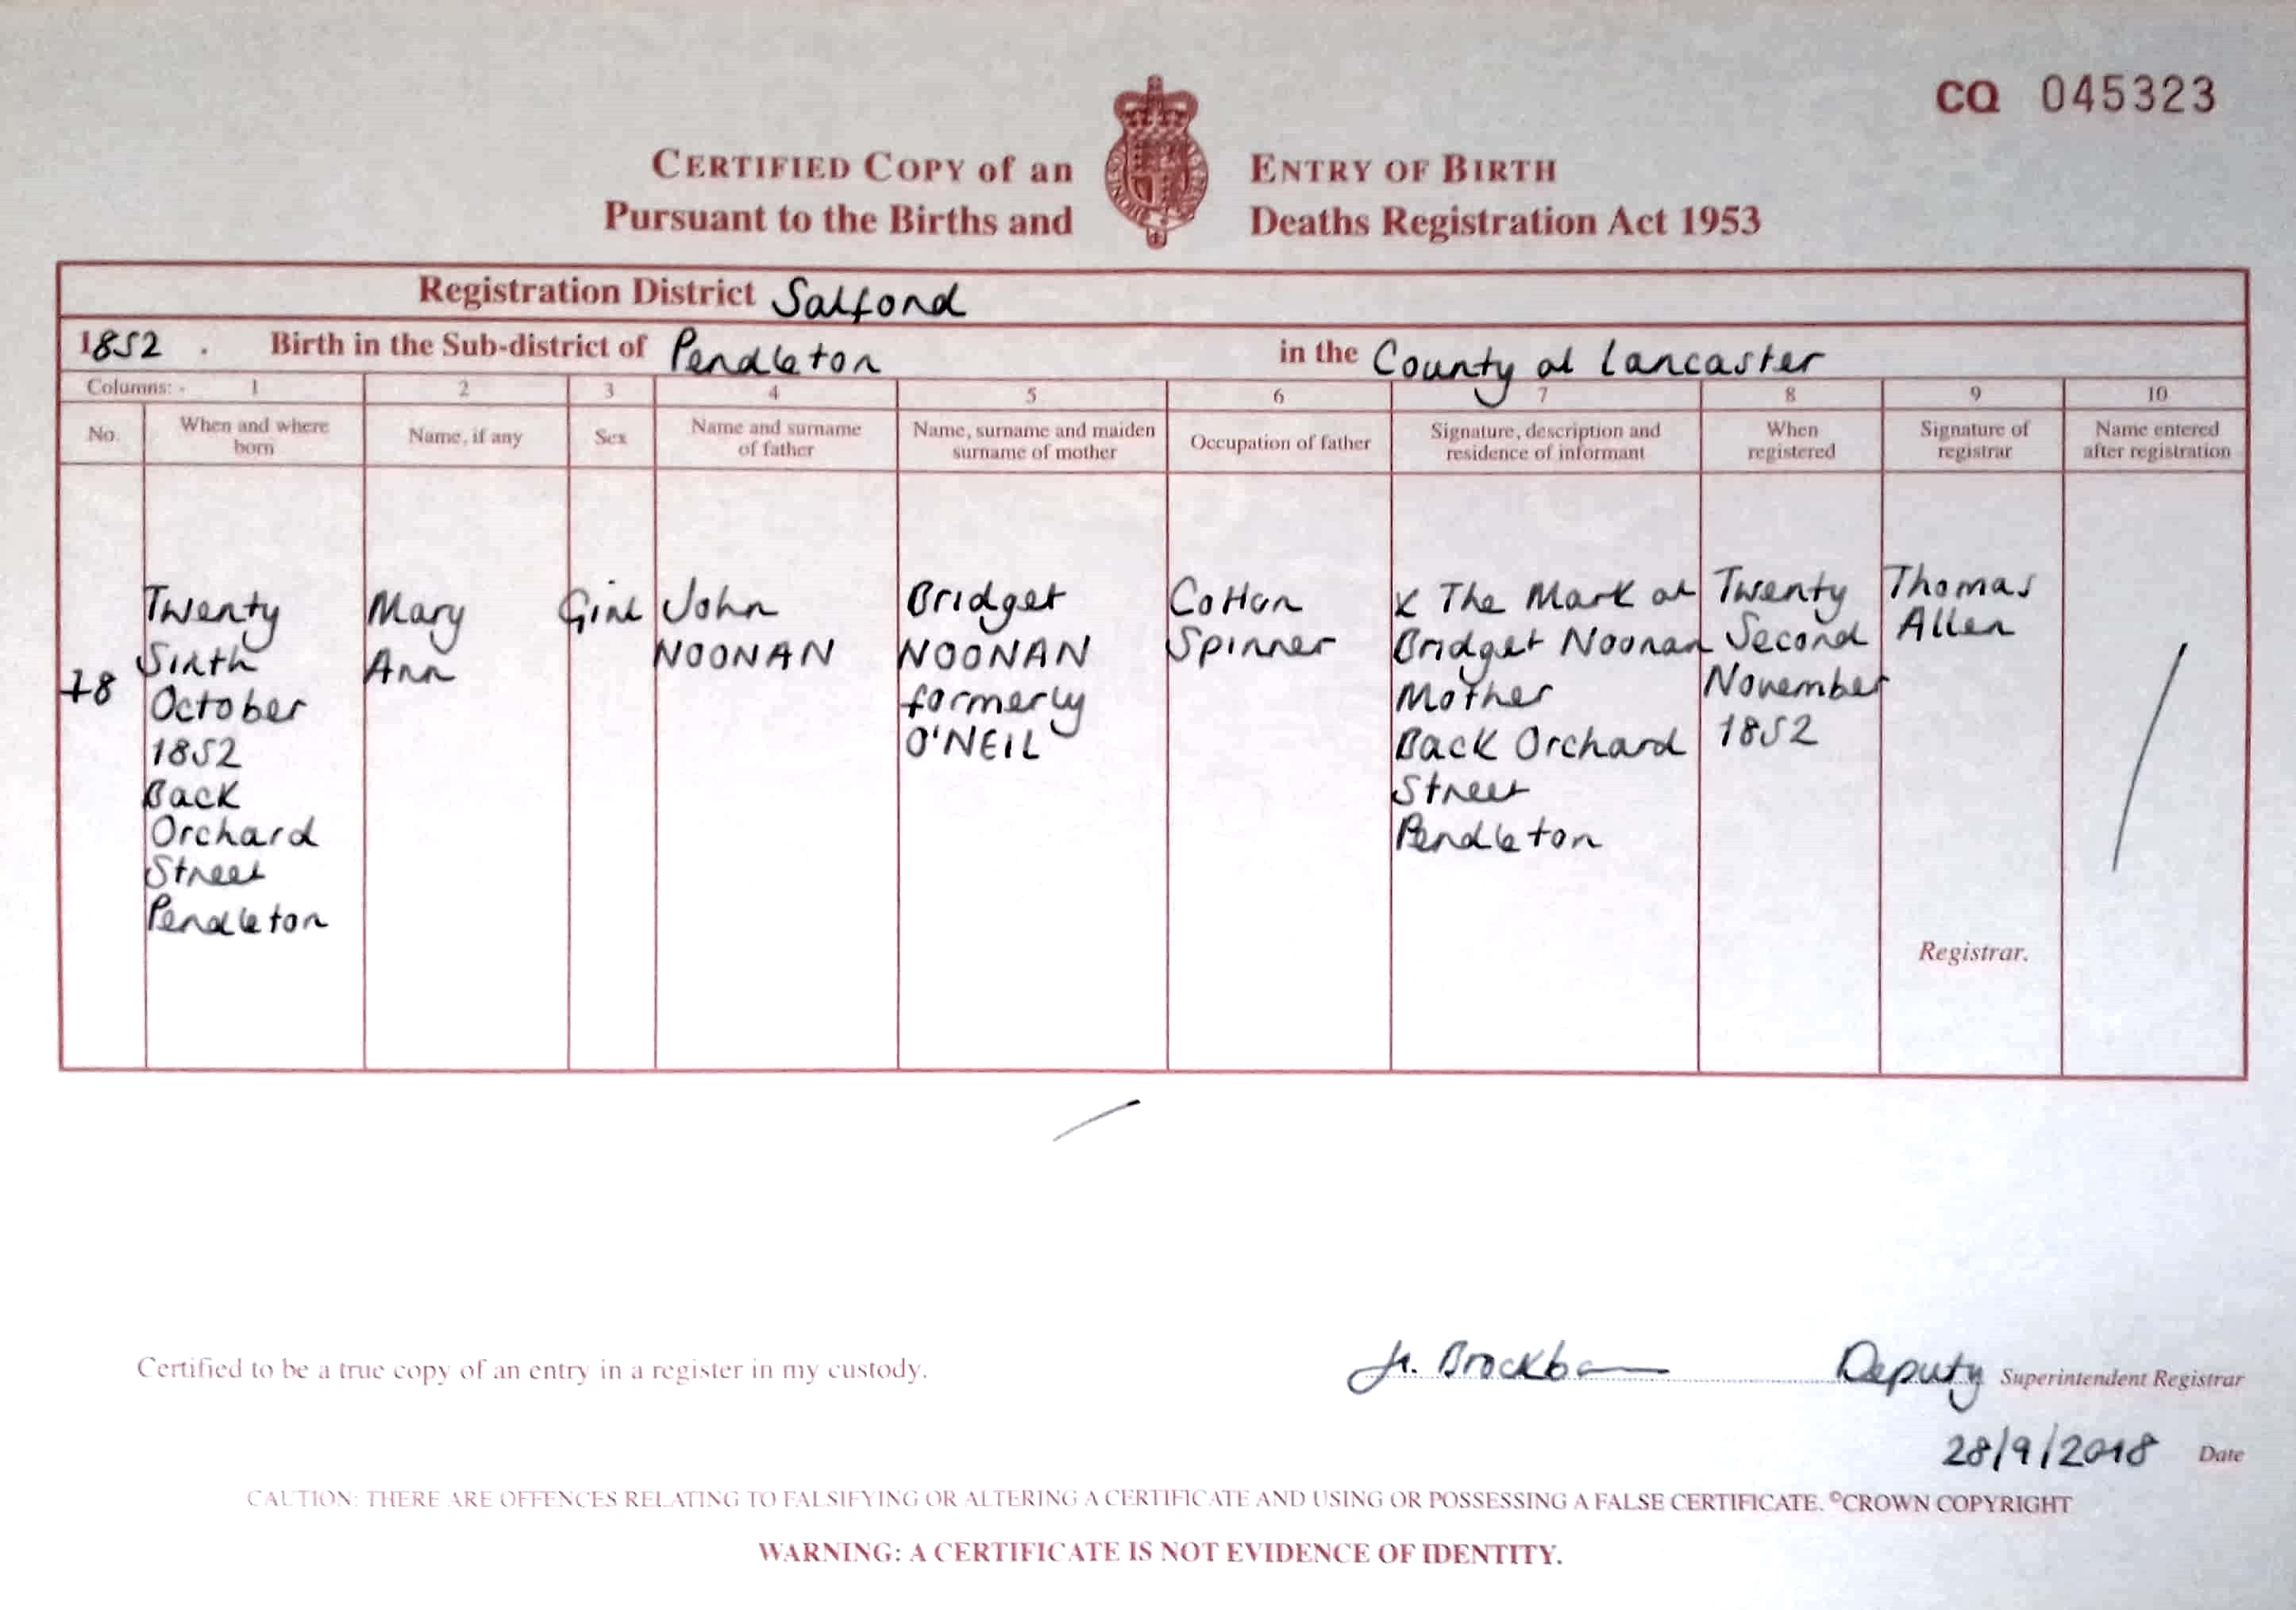 CQ 045323
CERTIFIED COPY of an ENTRY OF BIRTH
Pursuant to the Births and Deaths Registration Act 1953
Registration District Salford
1852 . Birth in the Sub-district of Pendleton in the County of Lancaster
Columns: - 1 2 3 4 5 6 7 8 9 10
No.
When and where
born
Name, if any
Sex
Name and surname
of father
Name, surname and maiden
surname of mother
Occupation of father
Signature, description and
residence of informant
When
registered
Signature of
registrar
Name entered
after registration
78
Twenty
Sixth
October
1852
Back
Orchard
Street
Pendleton
Mary
Ann
Girl
John
NOONAN
Bridget
NOONAN
formerly
O'NEIL
Cotton
Spinner
X The Mark of
Bridget Noonan
Mother
Back Orchard
Street
Pendleton
Twenty
Second
November
1852
Thomas
Allen
Registrar.
Certified to be a true copy of an entry in a register in my custody.
Deputy Superintendent Registrar
28/9/2018 Date
CAUTION: THERE ARE OFFENCES RELATING TO FALSIFYING OR ALTERING A CERTIFICATE AND USING OR POSSESSING A FALSE CERTIFICATE. ©CROWN COPYRIGHT
WARNING: A CERTIFICATE IS NOT EVIDENCE OF IDENTITY.